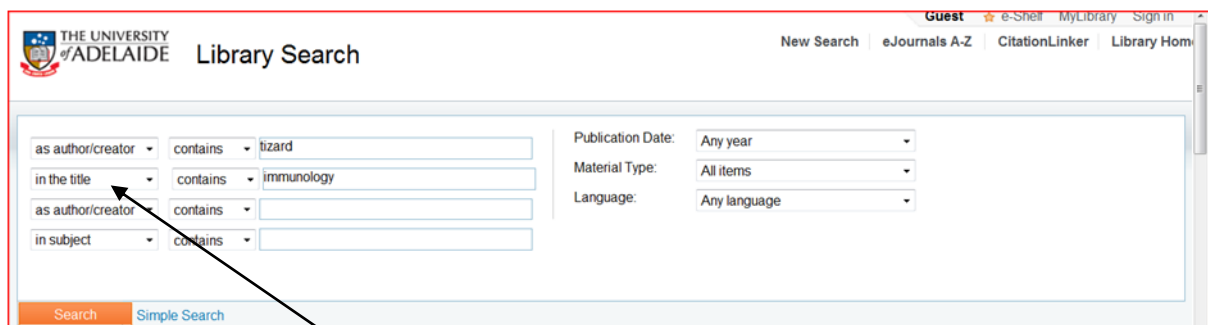 Guest e-Shelf MyLibrary Sign in
THE UNIVERSITY
of ADELAIDE
Library Search
New Search eJournals A-Z CitationLinker Library Hom
as author/creator contains tizard
in the title contains immunology
as author/creator contains
in subject contains
Publication Date: Any year
Material Type: All items
Language: Any language
Search Simple Search